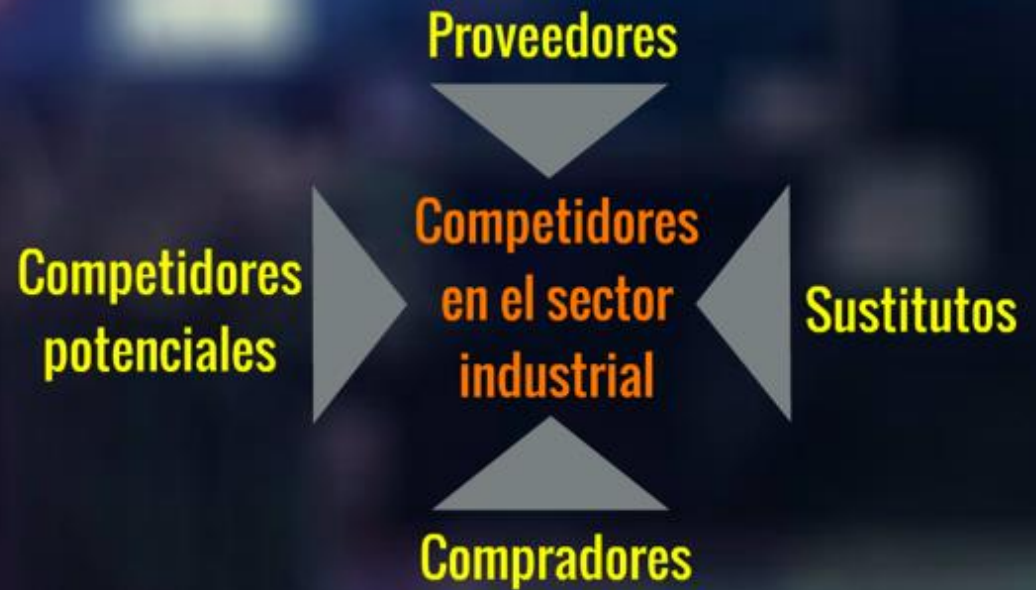 Proveedores
Competidores
en el sector
industrial
Competidores
potenciales
Sustitutos
Compradores